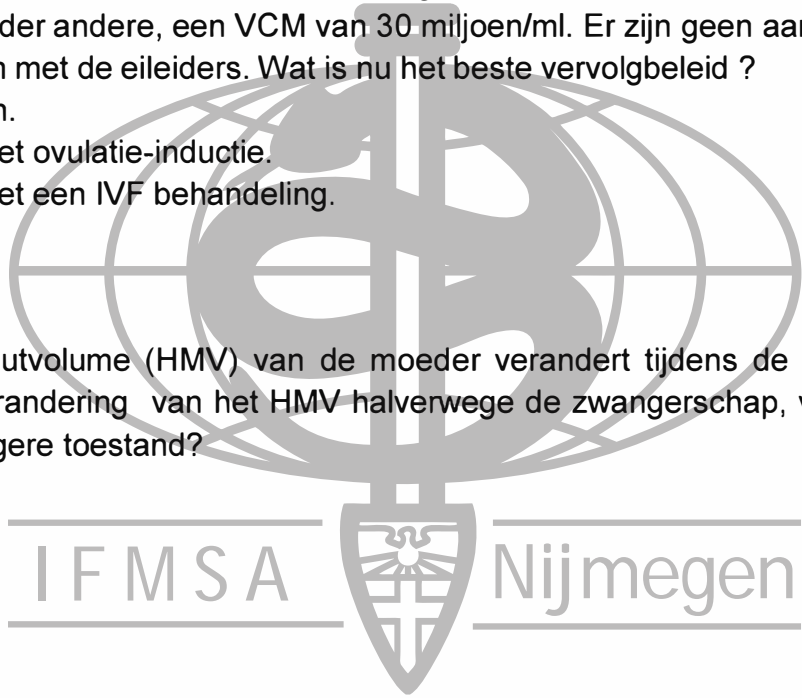 der andere, een VCM van 30 miljoen/ml. Er zijn geen aan
met de eileiders. Wat is nu het beste vervolgbeleid ?
n.
et ovulatie-inductie.
et een IVF behandeling.
utvolume (HMV) van de moeder verandert tijdens de
randering van het HMV halverwege de zwangerschap, v
gere toestand?
IFMSA Nijmegen